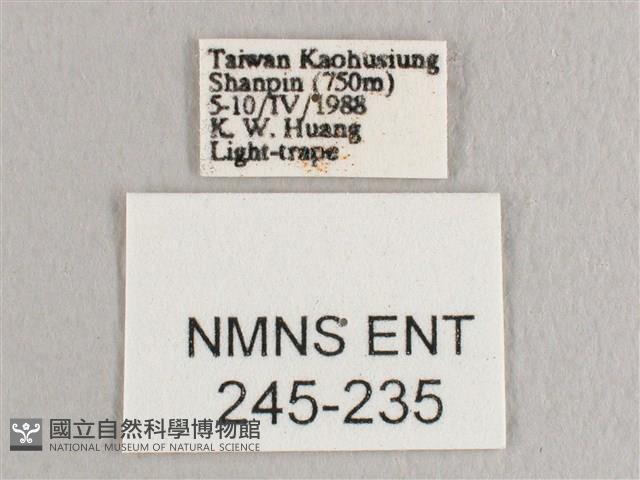 Taiwan Kaohusiung
Shanpin (750m)
5-10/IV/1988
K. W. Huang
Light-trape
NMNS ENT
245-235
國立自然科學博物館
NATIONAL MUSEUM OF NATURAL SCIENCE